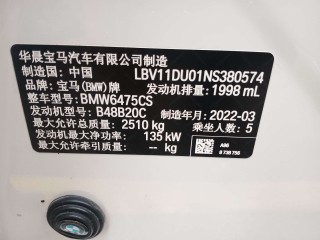 华晨宝马汽车有限公司制造
制造国: 中国 LBV11DU01NS380574
品牌: 宝马(BMW)牌 发动机排量: 1998 mL
整车型号: BMW6475CS
发动机型号: B48B20C 制造年月: 2022-03
最大允许总质量: 2510 kg 乘坐人数: 5
发动机最大净功率: 135 kW
最大允许牵引质量: -- kg
A96
8 736 756